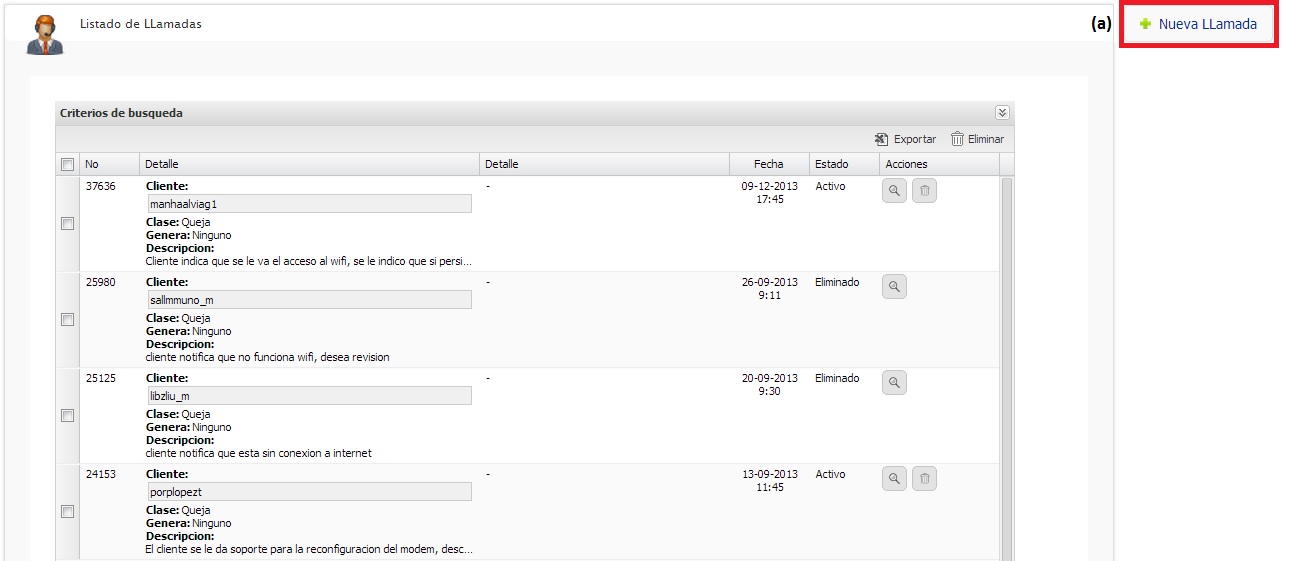 Listado de LLamadas
(a) Nueva LLamada
Criterios de busqueda
Exportar Eliminar
No Detalle Detalle Fecha Estado Acciones
37636 Cliente: - 09-12-2013 Activo
17:45
manhaalviag1
Clase: Queja
Genera: Ninguno
Descripcion:
Cliente indica que se le va el acceso al wifi, se le indico que si persi...
25980 Cliente: - 26-09-2013 Eliminado
9:11
sallmmuno_m
Clase: Queja
Genera: Ninguno
Descripcion:
cliente notifica que no funciona wifi, desea revision
25125 Cliente: - 20-09-2013 Eliminado
9:30
libzliu_m
Clase: Queja
Genera: Ninguno
Descripcion:
cliente notifica que esta sin conexion a internet
24153 Cliente: - 13-09-2013 Activo
11:45
porplopezt
Clase: Queja
Genera: Ninguno
Descripcion:
El cliente se le da soporte para la reconfiguracion del modem, desc...